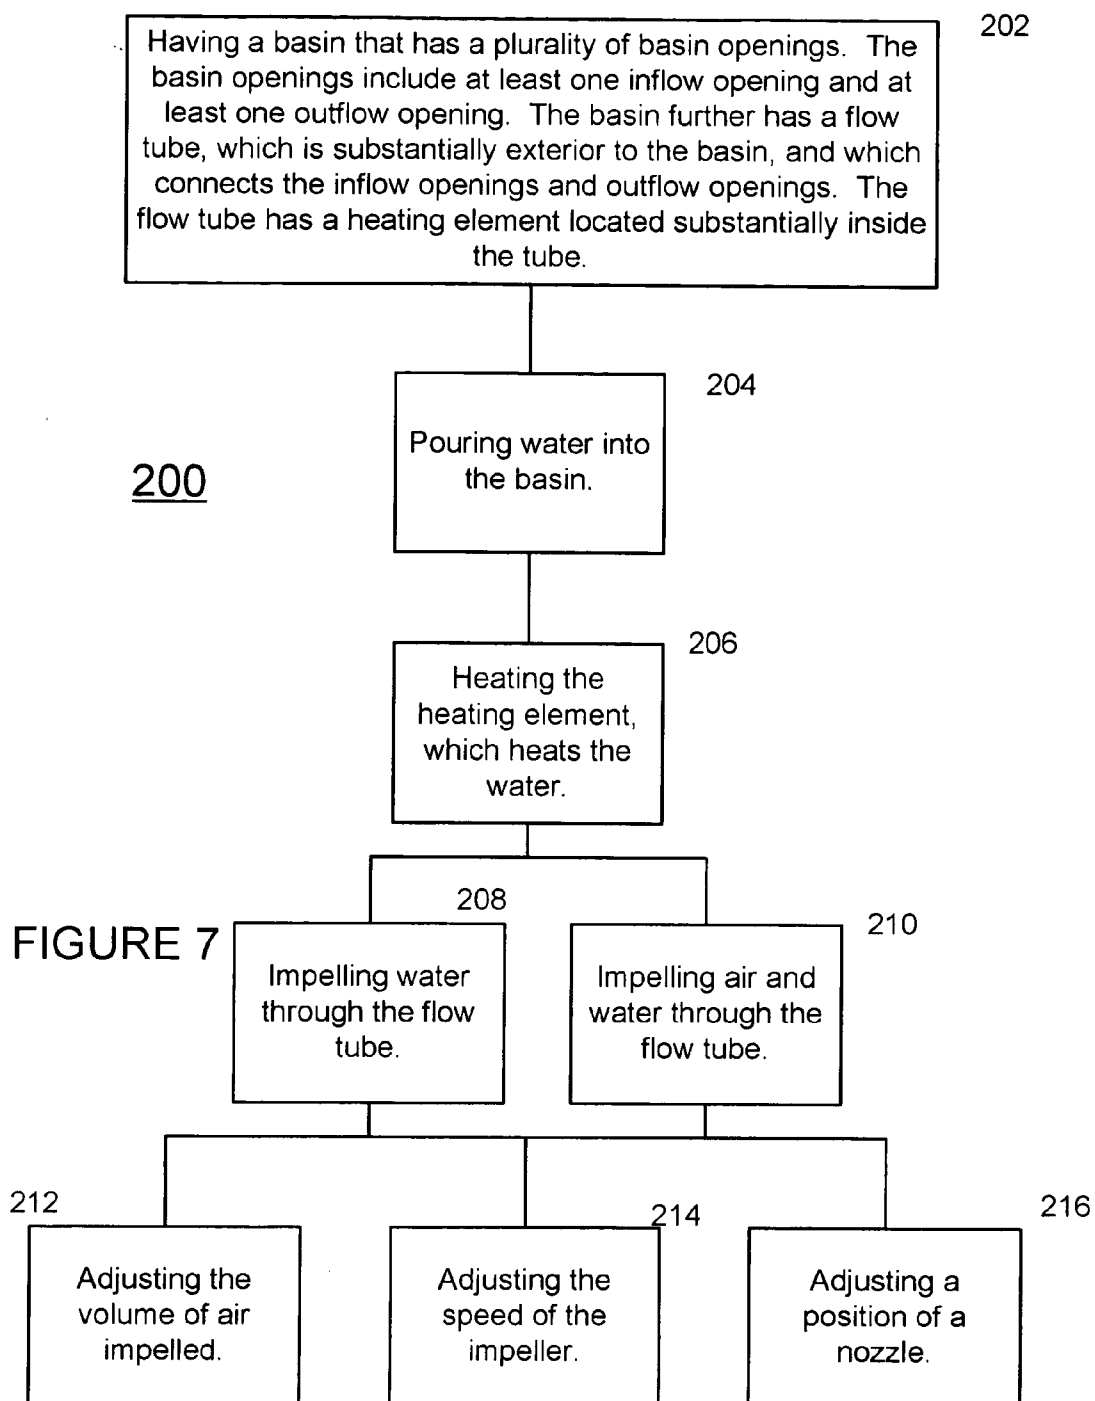 202
Having a basin that has a plurality of basin openings. The
basin openings include at least one inflow opening and at
least one outflow opening. The basin further has a flow
tube, which is substantially exterior to the basin, and which
connects the inflow openings and outflow openings. The
flow tube has a heating element located substantially inside
the tube.
204
Pouring water into
the basin.
200
206
Heating the
heating element,
which heats the
water.
208
210
FIGURE 7
Impelling water
through the flow
tube.
Impelling air and
water through the
flow tube.
212
214
216
Adjusting the
volume of air
impelled.
Adjusting the
speed of the
impeller.
Adjusting a
position of a
nozzle.